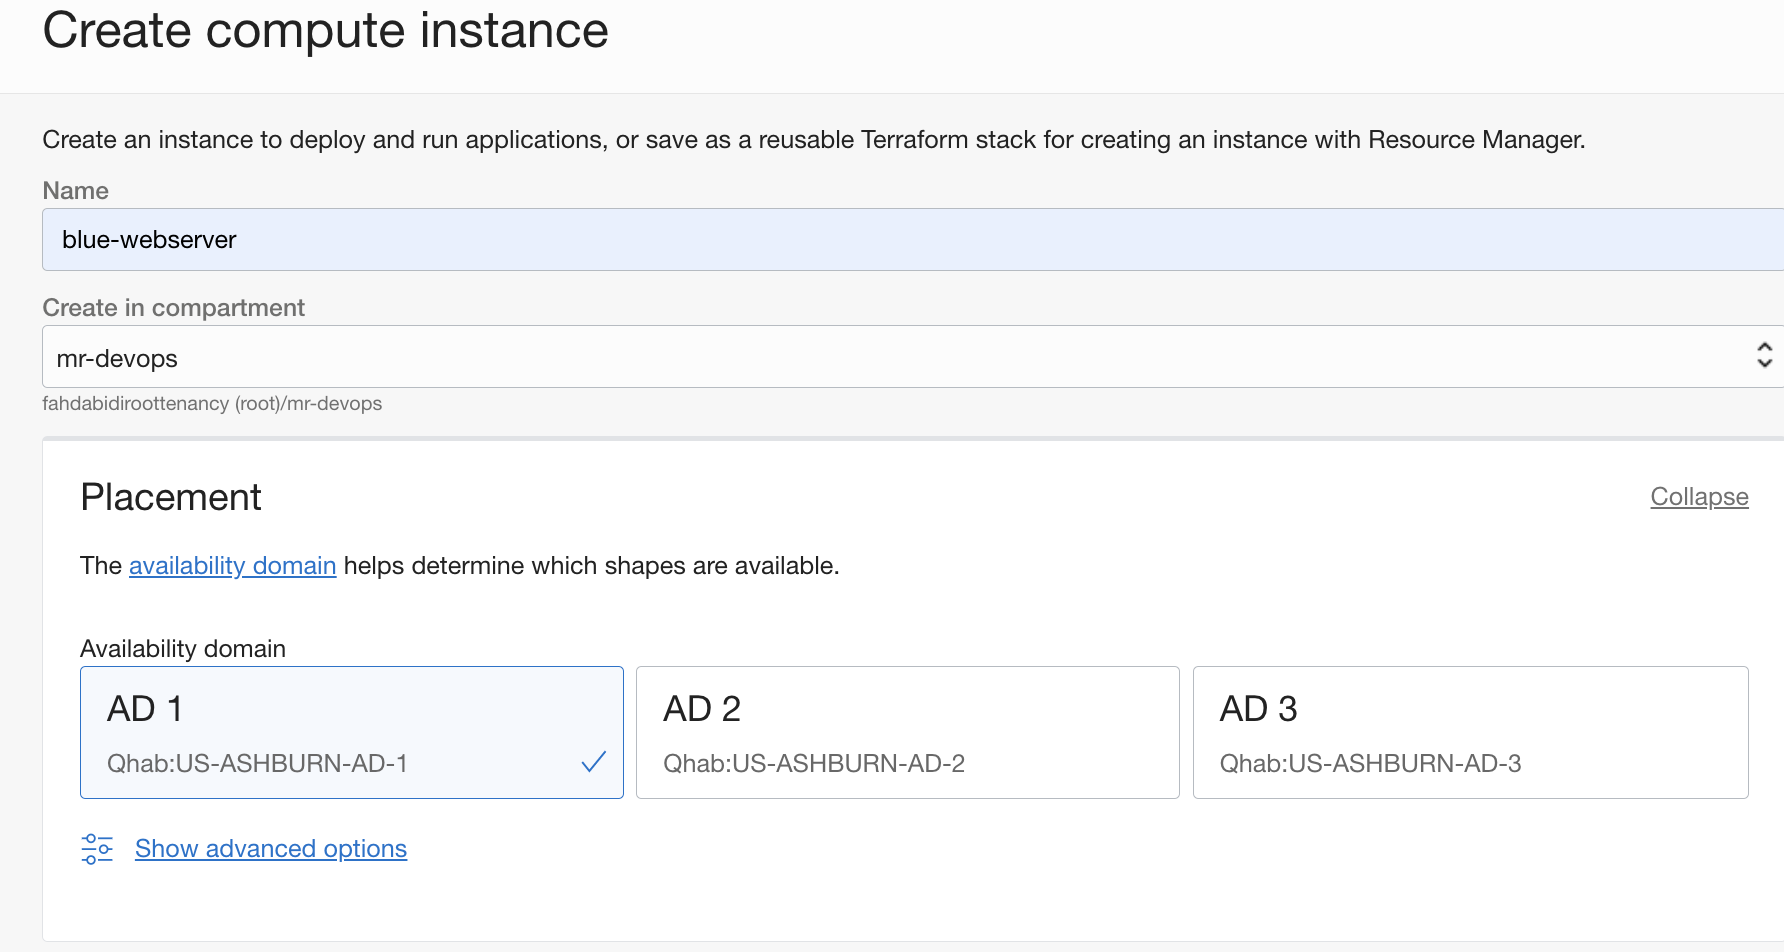 Create compute instance
Create an instance to deploy and run applications, or save as a reusable Terraform stack for creating an instance with Resource Manager.
Name
blue-webserver
Create in compartment
mr-devops
fahdabidiroottenancy (root)/mr-devops
Placement
Collapse
The availability domain helps determine which shapes are available.
Availability domain
AD 1
Qhab:US-ASHBURN-AD-1
AD 2
Qhab:US-ASHBURN-AD-2
AD 3
Qhab:US-ASHBURN-AD-3
Show advanced options